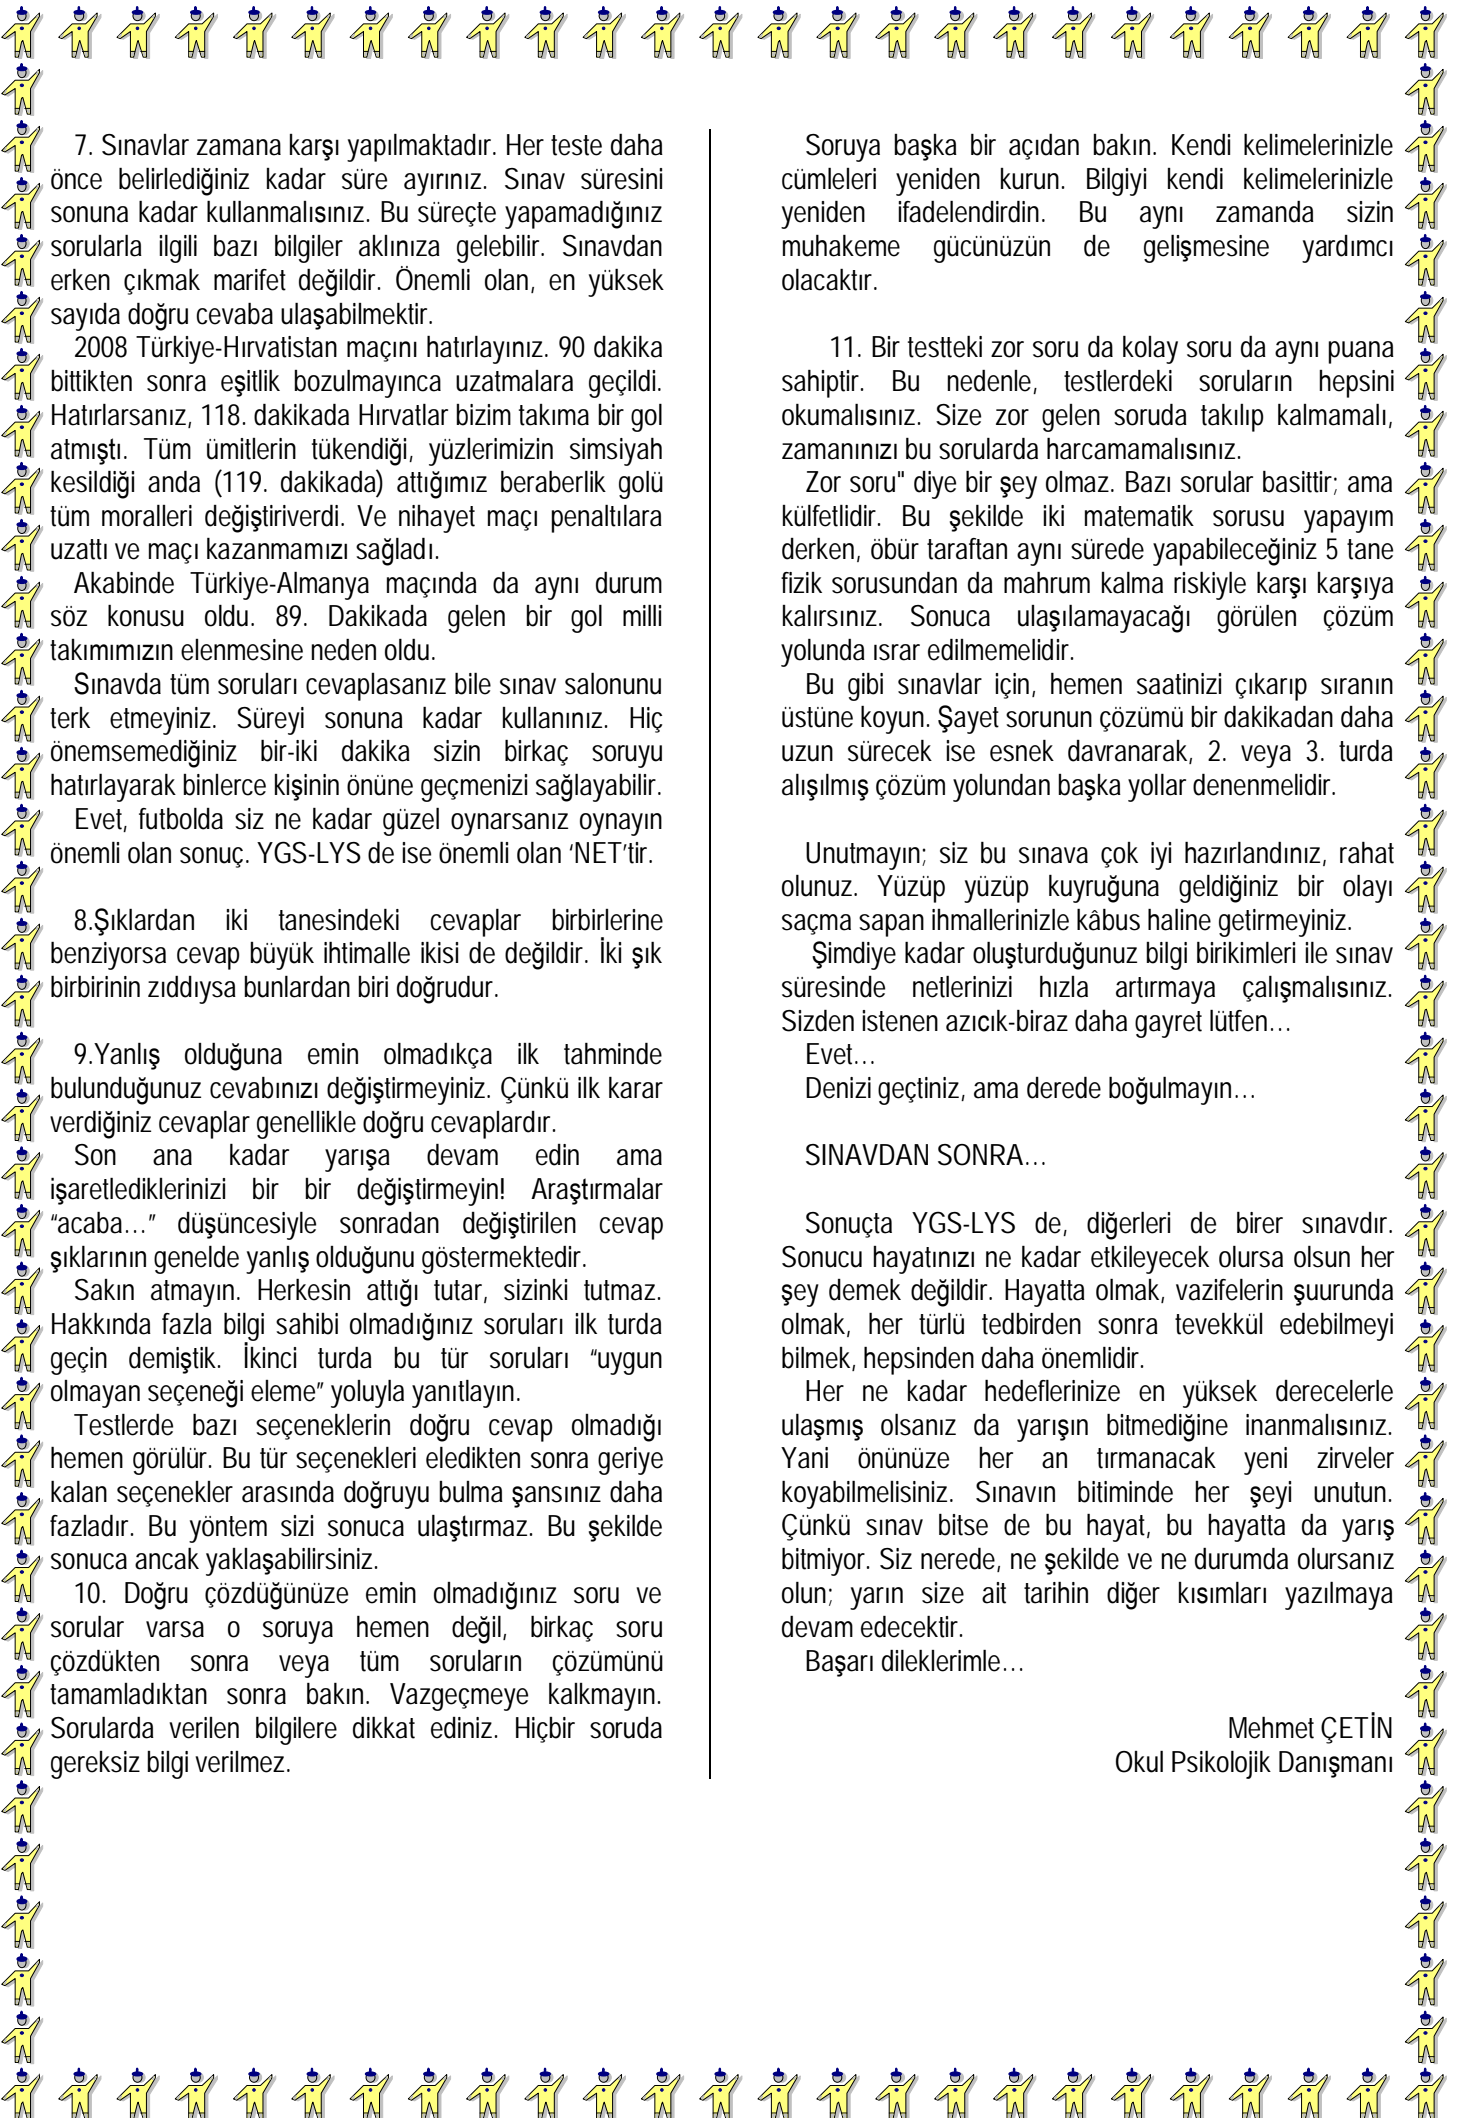 7. Sınavlar zamana karşı yapılmaktadır. Her teste daha
önce belirlediğiniz kadar süre ayırınız. Sınav süresini
sonuna kadar kullanmalısınız. Bu süreçte yapamadığınız
sorularla ilgili bazı bilgiler aklınıza gelebilir. Sınavdan
erken çıkmak marifet değildir. Önemli olan, en yüksek
sayıda doğru cevaba ulaşabilmektir.
2008 Türkiye-Hırvatistan maçını hatırlayınız. 90 dakika
bittikten sonra eşitlik bozulmayınca uzatmalara geçildi.
Hatırlarsanız, 118. dakikada Hırvatlar bizim takıma bir gol
atmıştı. Tüm ümitlerin tükendiği, yüzlerimizin simsiyah
kesildiği anda (119. dakikada) attığımız beraberlik golü
tüm moralleri değiştiriverdi. Ve nihayet maçı penaltılara
uzattı ve maçı kazanmamızı sağladı.
Akabinde Türkiye-Almanya maçında da aynı durum
söz konusu oldu. 89. Dakikada gelen bir gol milli
takımımızın elenmesine neden oldu.
Sınavda tüm soruları cevaplasanız bile sınav salonunu
terk etmeyiniz. Süreyi sonuna kadar kullanınız. Hiç
önemsemediğiniz bir-iki dakika sizin birkaç soruyu
hatırlayarak binlerce kişinin önüne geçmenizi sağlayabilir.
Evet, futbolda siz ne kadar güzel oynarsanız oynayın
önemli olan sonuç. YGS-LYS de ise önemli olan ‘NET’tir.
8.Şıklardan iki tanesindeki cevaplar birbirlerine
benziyorsa cevap büyük ihtimalle ikisi de değildir. İki şık
birbirinin zıddıysa bunlardan biri doğrudur.
9.Yanlış olduğuna emin olmadıkça ilk tahminde
bulunduğunuz cevabınızı değiştirmeyiniz. Çünkü ilk karar
verdiğiniz cevaplar genellikle doğru cevaplardır.
Son ana kadar yarışa devam edin ama
işaretlediklerinizi bir bir değiştirmeyin! Araştırmalar
“acaba…” düşüncesiyle sonradan değiştirilen cevap
şıklarının genelde yanlış olduğunu göstermektedir.
Sakın atmayın. Herkesin attığı tutar, sizinki tutmaz.
Hakkında fazla bilgi sahibi olmadığınız soruları ilk turda
geçin demiştik. İkinci turda bu tür soruları “uygun
olmayan seçeneği eleme” yoluyla yanıtlayın.
Testlerde bazı seçeneklerin doğru cevap olmadığı
hemen görülür. Bu tür seçenekleri eledikten sonra geriye
kalan seçenekler arasında doğruyu bulma şansınız daha
fazladır. Bu yöntem sizi sonuca ulaştırmaz. Bu şekilde
sonuca ancak yaklaşabilirsiniz.
10. Doğru çözdüğünüze emin olmadığınız soru ve
sorular varsa o soruya hemen değil, birkaç soru
çözdükten sonra veya tüm soruların çözümünü
tamamladıktan sonra bakın. Vazgeçmeye kalkmayın.
Sorularda verilen bilgilere dikkat ediniz. Hiçbir soruda
gereksiz bilgi verilmez.
Soruya başka bir açıdan bakın. Kendi kelimelerinizle
cümleleri yeniden kurun. Bilgiyi kendi kelimelerinizle
yeniden ifadelendirdin. Bu aynı zamanda sizin
muhakeme gücünüzün de gelişmesine yardımcı
olacaktır.
11. Bir testteki zor soru da kolay soru da aynı puana
sahiptir. Bu nedenle, testlerdeki soruların hepsini
okumalısınız. Size zor gelen soruda takılıp kalmamalı,
zamanınızı bu sorularda harcamamalısınız.
Zor soru" diye bir şey olmaz. Bazı sorular basittir; ama
külfetlidir. Bu şekilde iki matematik sorusu yapayım
derken, öbür taraftan aynı sürede yapabileceğiniz 5 tane
fizik sorusundan da mahrum kalma riskiyle karşı karşıya
kalırsınız. Sonuca ulaşılamayacağı görülen çözüm
yolunda ısrar edilmemelidir.
Bu gibi sınavlar için, hemen saatinizi çıkarıp sıranın
üstüne koyun. Şayet sorunun çözümü bir dakikadan daha
uzun sürecek ise esnek davranarak, 2. veya 3. turda
alışılmış çözüm yolundan başka yollar denenmelidir.
Unutmayın; siz bu sınava çok iyi hazırlandınız, rahat
olunuz. Yüzüp yüzüp kuyruğuna geldiğiniz bir olayı
saçma sapan ihmallerinizle kâbus haline getirmeyiniz.
Şimdiye kadar oluşturduğunuz bilgi birikimleri ile sınav
süresinde netlerinizi hızla artırmaya çalışmalısınız.
Sizden istenen azıcık-biraz daha gayret lütfen…
Evet…
Denizi geçtiniz, ama derede boğulmayın…
SINAVDAN SONRA…
Sonuçta YGS-LYS de, diğerleri de birer sınavdır.
Sonucu hayatınızı ne kadar etkileyecek olursa olsun her
şey demek değildir. Hayatta olmak, vazifelerin şuurunda
olmak, her türlü tedbirden sonra tevekkül edebilmeyi
bilmek, hepsinden daha önemlidir.
Her ne kadar hedeflerinize en yüksek derecelerle
ulaşmış olsanız da yarışın bitmediğine inanmalısınız.
Yani önünüze her an tırmanacak yeni zirveler
koyabilmelisiniz. Sınavın bitiminde her şeyi unutun.
Çünkü sınav bitse de bu hayat, bu hayatta da yarış
bitmiyor. Siz nerede, ne şekilde ve ne durumda olursanız
olun; yarın size ait tarihin diğer kısımları yazılmaya
devam edecektir.
Başarı dileklerimle…
Mehmet ÇETİN
Okul Psikolojik Danışmanı